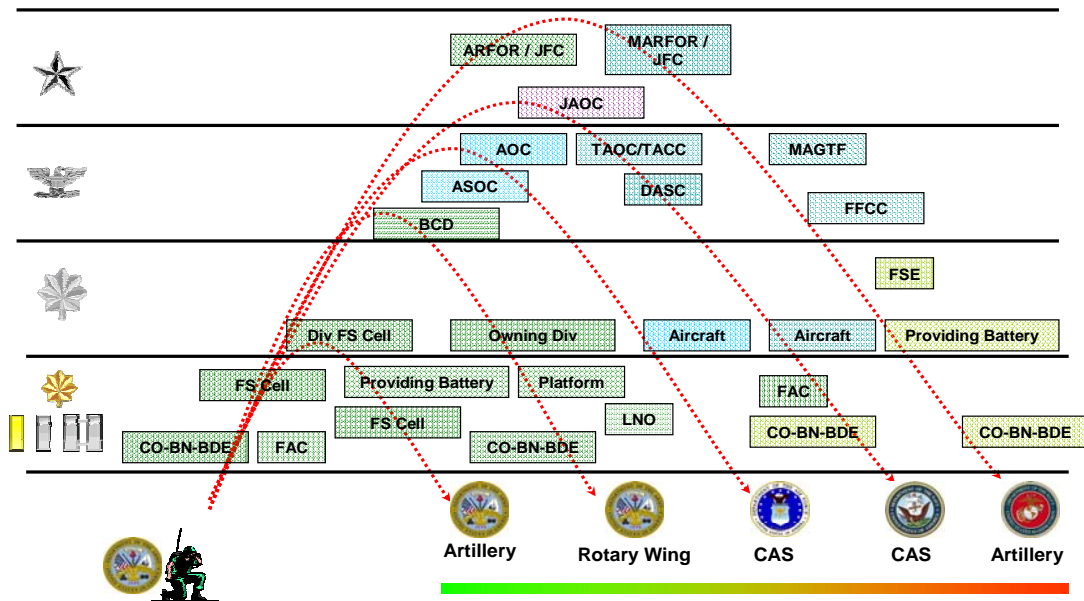 ARFOR / JFC
MARFOR /
JFC
JAOC
AOC
TAOC/TACC
MAGTF
ASOC
DASC
FFCC
BCD
FSE
Div FS Cell
Owning Div
Aircraft
Aircraft
Providing Battery
FS Cell
Providing Battery
Platform
FAC
FS Cell
LNO
CO-BN-BDE
CO-BN-BDE
FAC
CO-BN-BDE
CO-BN-BDE
Artillery
Rotary Wing
CAS
CAS
Artillery